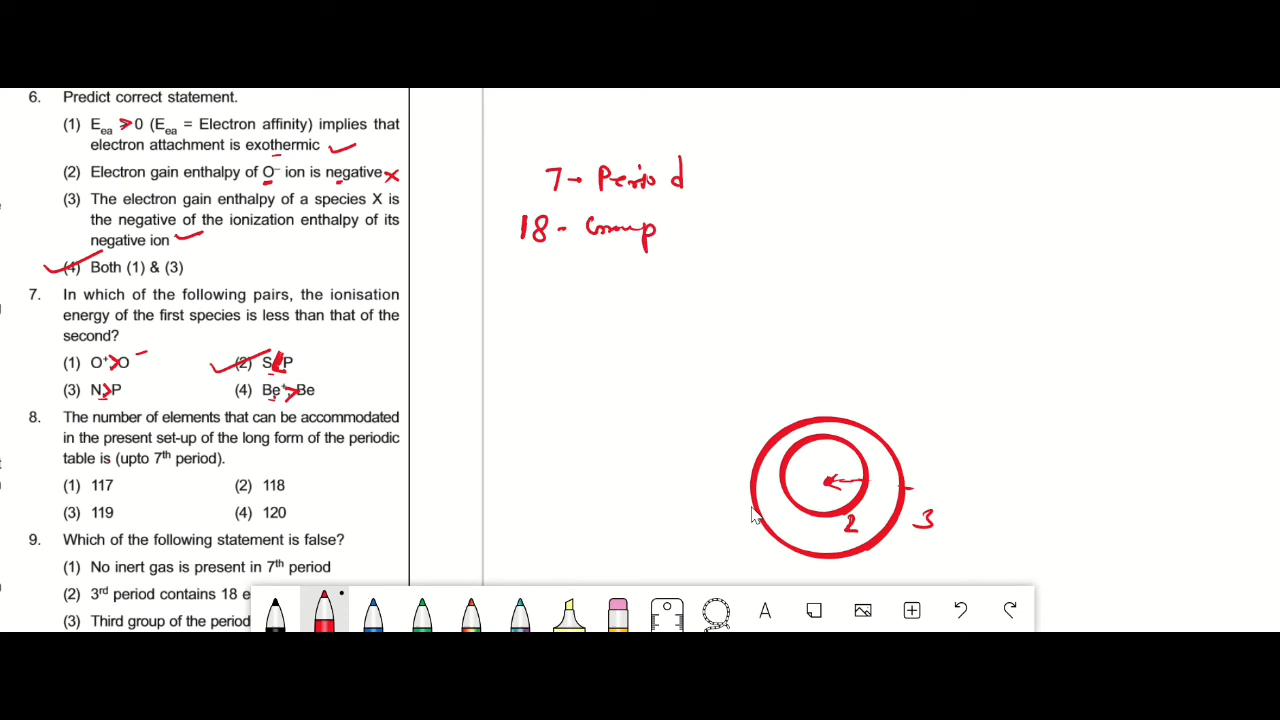 6. Predict correct statement.
(1) Eea > 0 (Eea = Electron affinity) implies that
electron attachment is exothermic
(2) Electron gain enthalpy of O⁻ ion is negative
(3) The electron gain enthalpy of a species X is
the negative of the ionization enthalpy of its
negative ion
(4) Both (1) & (3)
7. In which of the following pairs, the ionisation
energy of the first species is less than that of the
second?
(1) O⁺ > O⁻ (2) S < P
(3) N > P (4) Be⁺ > Be
8. The number of elements that can be accommodated
in the present set-up of the long form of the periodic
table is (upto 7th period).
(1) 117 (2) 118
(3) 119 (4) 120
9. Which of the following statement is false?
(1) No inert gas is present in 7th period
(2) 3rd period contains 18 e
(3) Third group of the period
7 - Period
18 - Group
2 3
A